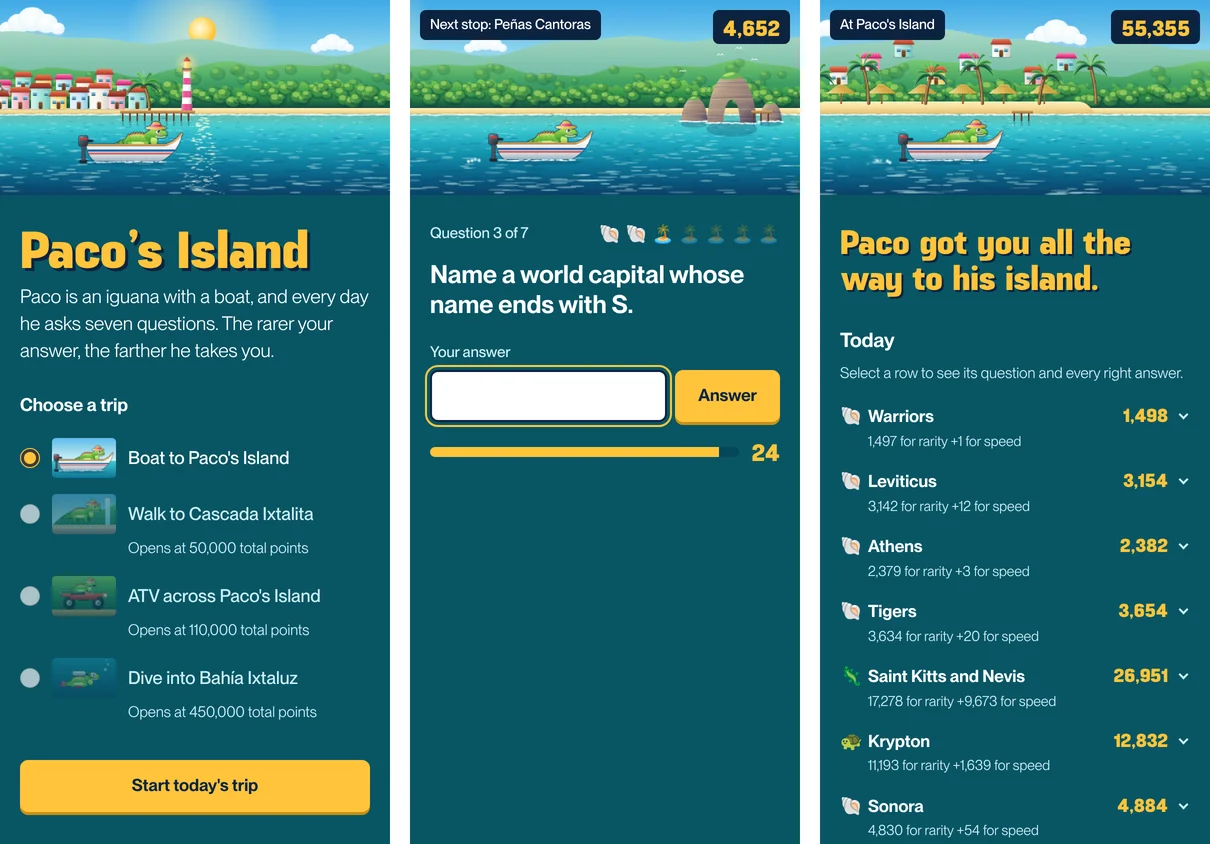 Paco's Island
Paco is an iguana with a boat, and every day
he asks seven questions. The rarer your
answer, the farther he takes you.
Choose a trip
Boat to Paco's Island
Walk to Cascada Ixtalita
Opens at 50,000 total points
ATV across Paco's Island
Opens at 110,000 total points
Dive into Bahía Ixtaluz
Opens at 450,000 total points
Start today's trip
Next stop: Peñas Cantoras
4,652
Question 3 of 7
Name a world capital whose
name ends with S.
Your answer
Answer
24
At Paco's Island
55,355
Paco got you all the
way to his island.
Today
Select a row to see its question and every right answer.
Warriors 1,498
1,497 for rarity +1 for speed
Leviticus 3,154
3,142 for rarity +12 for speed
Athens 2,382
2,379 for rarity +3 for speed
Tigers 3,654
3,634 for rarity +20 for speed
Saint Kitts and Nevis 26,951
17,278 for rarity +9,673 for speed
Krypton 12,832
11,193 for rarity +1,639 for speed
Sonora 4,884
4,830 for rarity +54 for speed